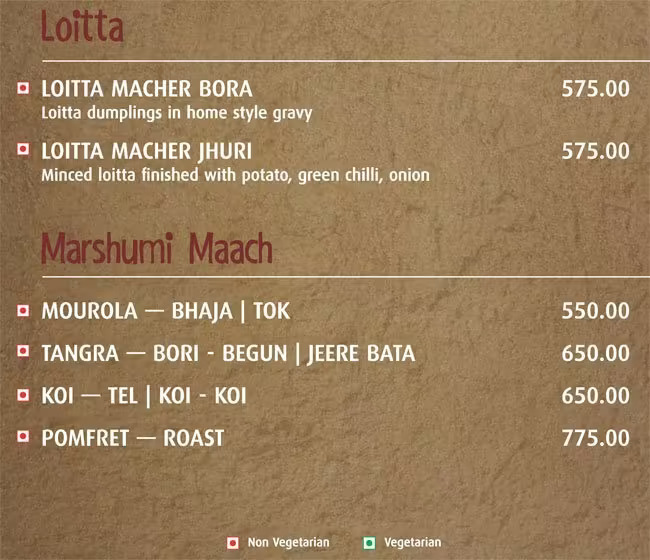 Loitta
LOITTA MACHER BORA 575.00
Loitta dumplings in home style gravy
LOITTA MACHER JHURI 575.00
Minced loitta finished with potato, green chilli, onion
Marshumi Maach
MOUROLA — BHAJA | TOK 550.00
TANGRA — BORI - BEGUN | JEERE BATA 650.00
KOI — TEL | KOI - KOI 650.00
POMFRET — ROAST 775.00
Non Vegetarian Vegetarian